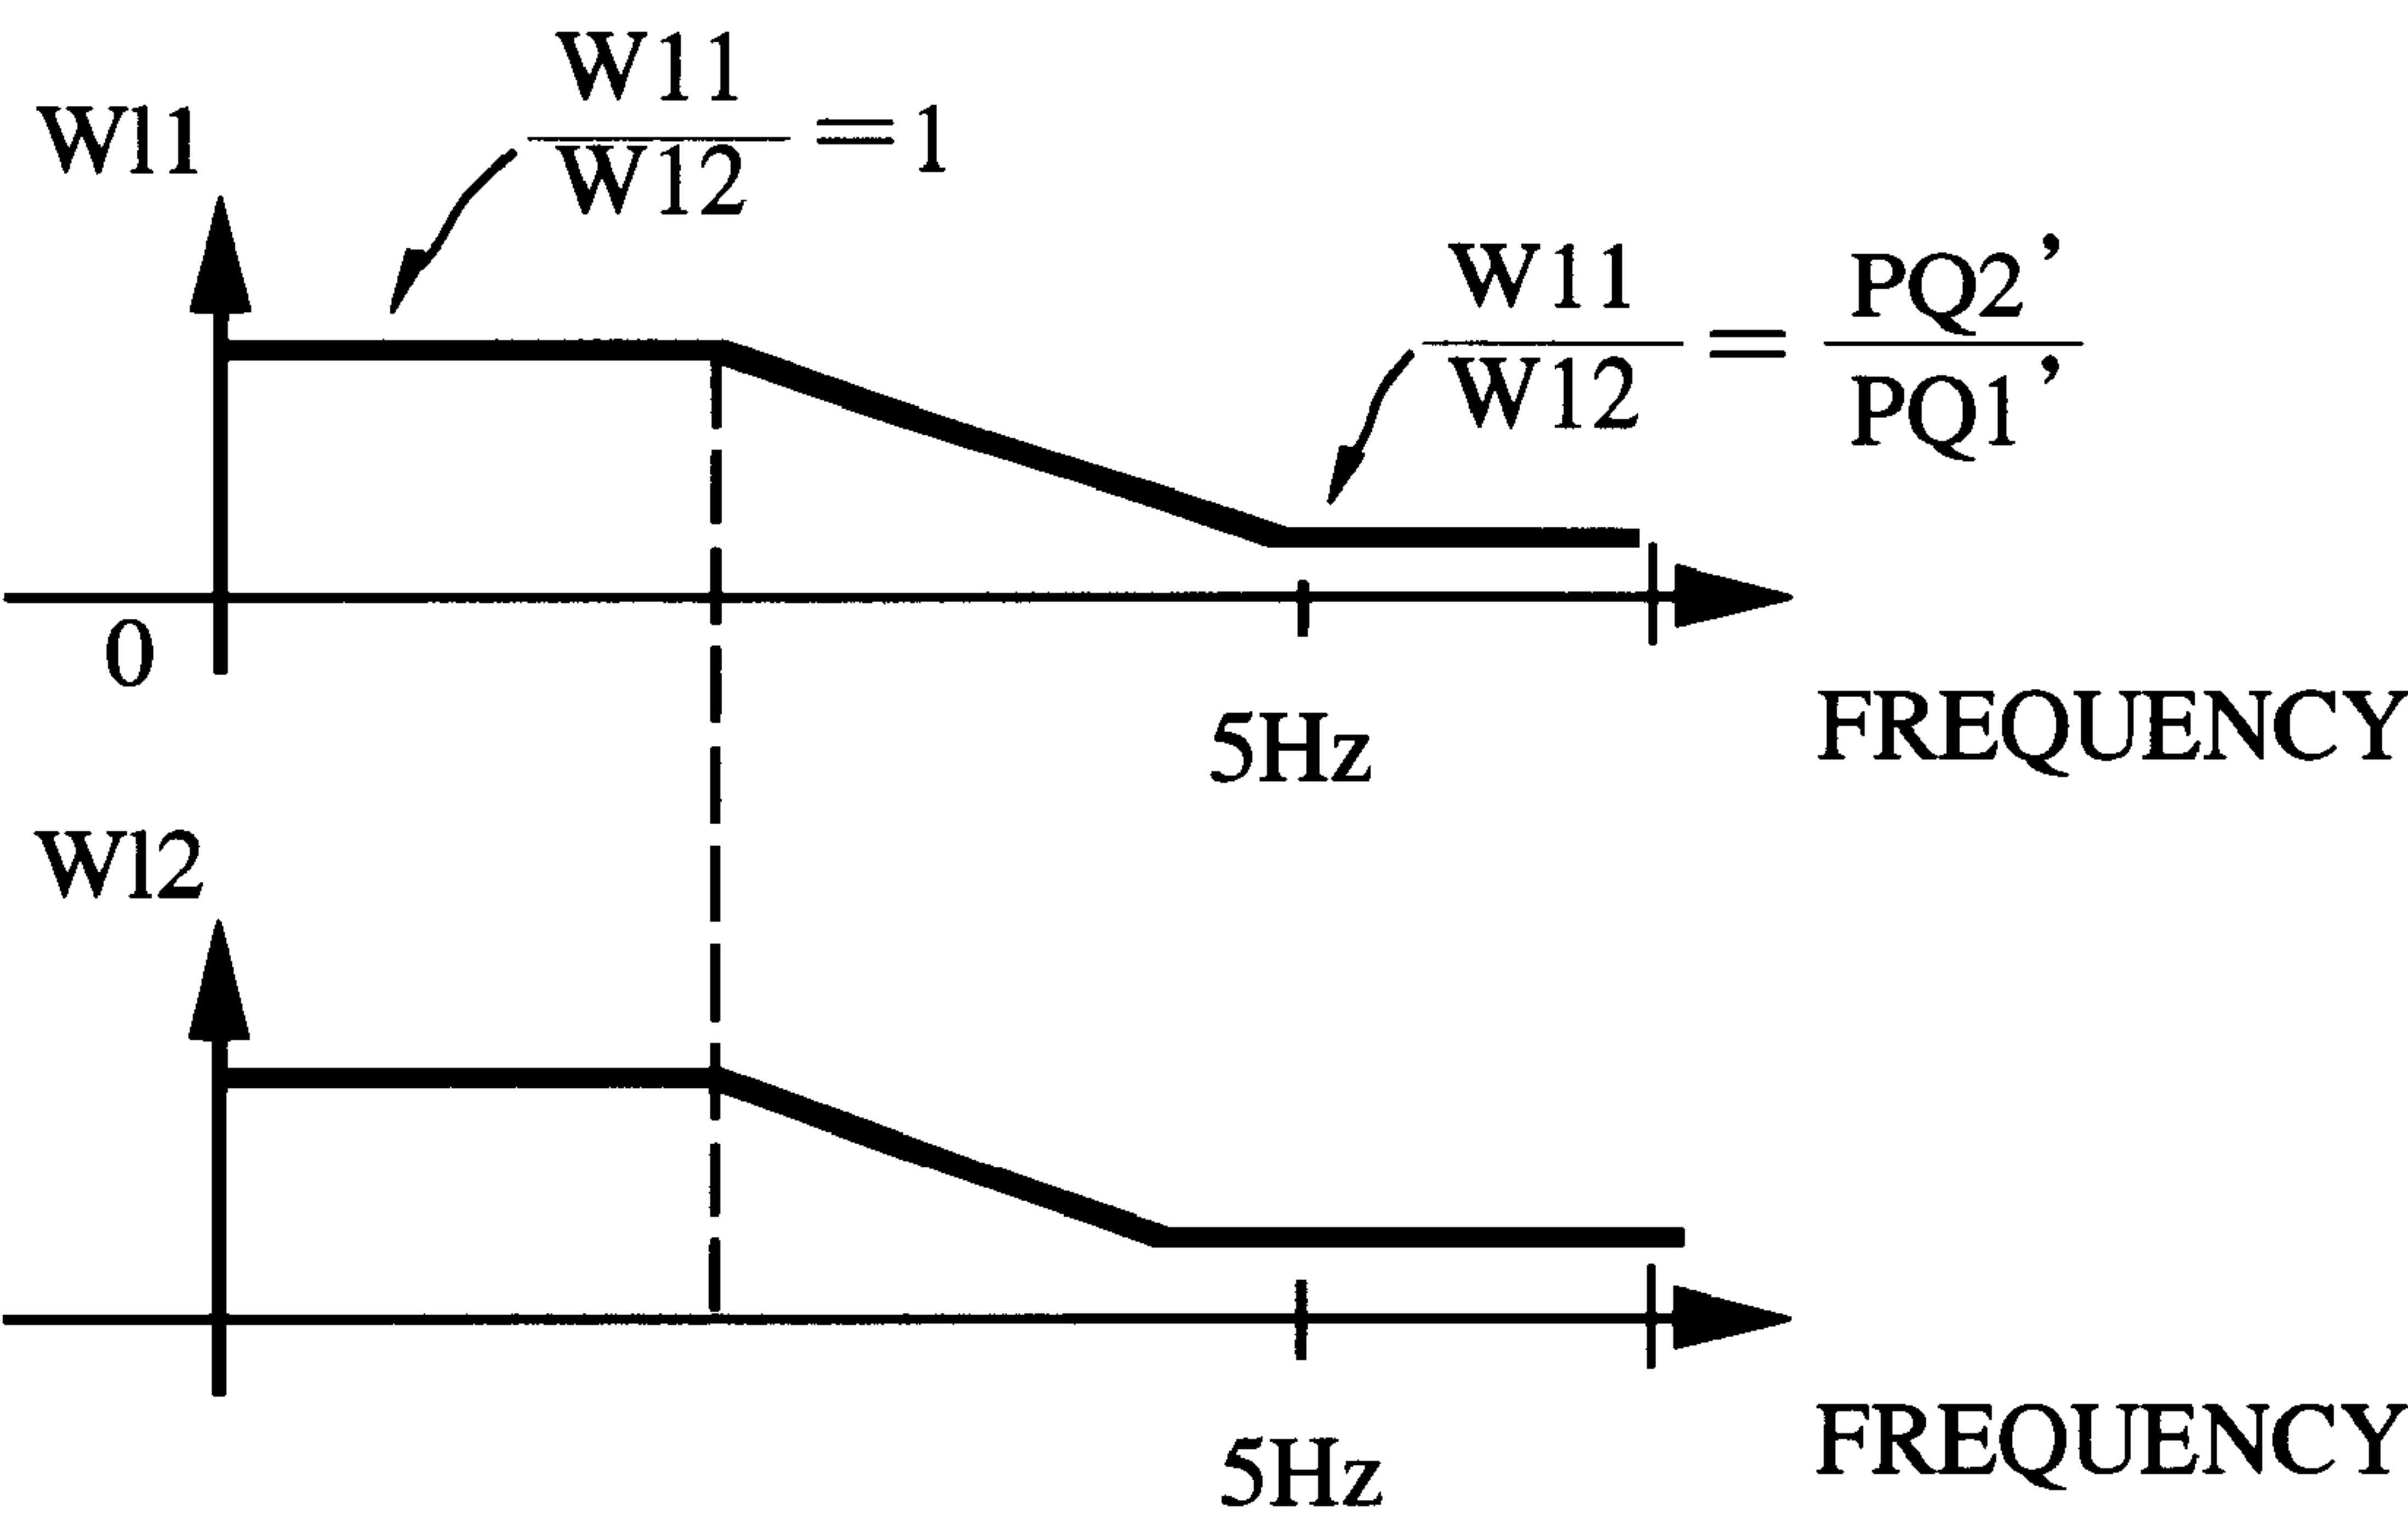 W11
W11
W12
=1
W11
W12
=
PQ2’
PQ1’
0
5Hz
FREQUENCY
W12
5Hz
FREQUENCY